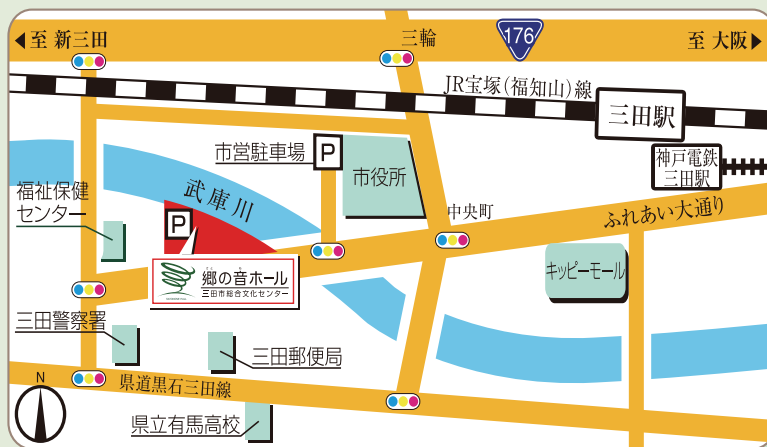 至 新三田
三輪
176
至 大阪
JR宝塚(福知山)線
三田駅
神戸電鉄
三田駅
市営駐車場
P
市役所
武庫川
福祉保健
センター
P
中央町
ふれあい大通り
キッピーモール
郷の音ホール
三田市総合文化センター
三田警察署
三田郵便局
県道黒石三田線
県立有馬高校
N